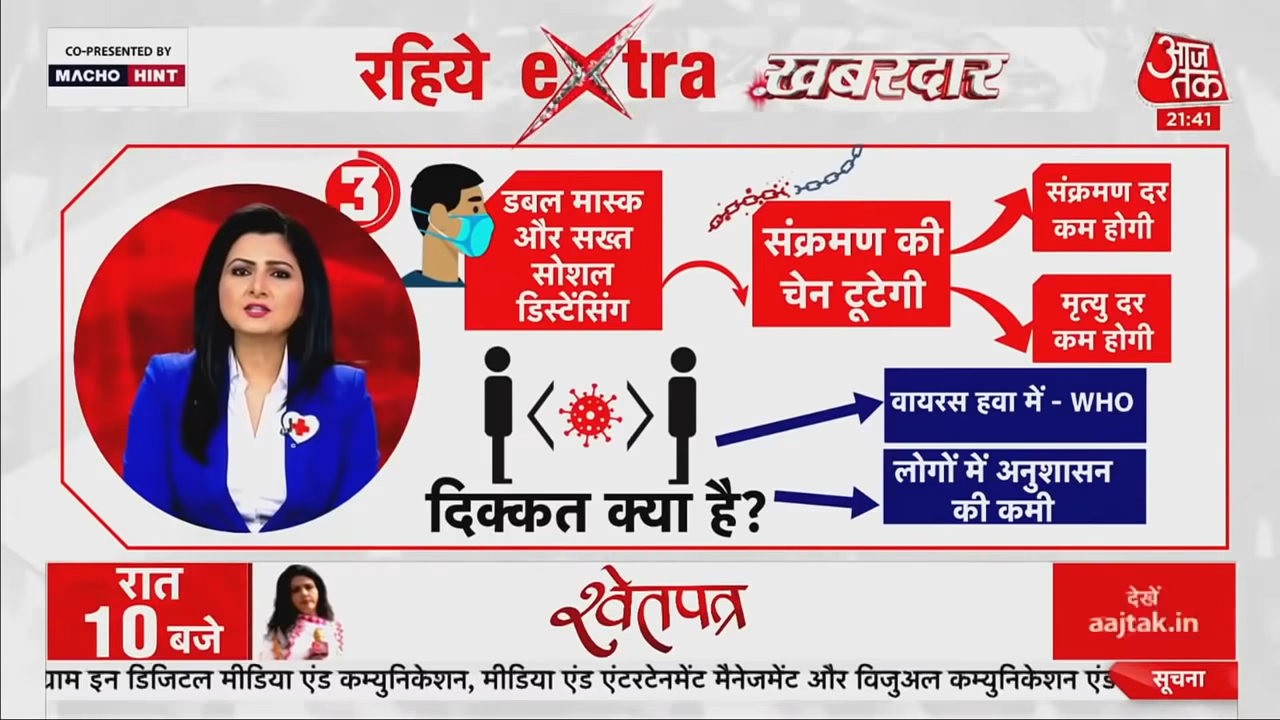 CO-PRESENTED BY
MACHO HINT
रहिये extra ख़बरदार
आज तक
21:41
3
डबल मास्क
और सख्त
सोशल
डिस्टेंसिंग
संक्रमण की
चेन टूटेगी
संक्रमण दर
कम होगी
मृत्यु दर
कम होगी
दिक्कत क्या है?
वायरस हवा में - WHO
लोगों में अनुशासन
की कमी
रात
10 बजे
खेतपत्र
देखें
aajtak.in
ग्राम इन डिजिटल मीडिया एंड कम्युनिकेशन, मीडिया एंड एंटरटेनमेंट मैनेजमेंट और विजुअल कम्युनिकेशन एंड
सूचना